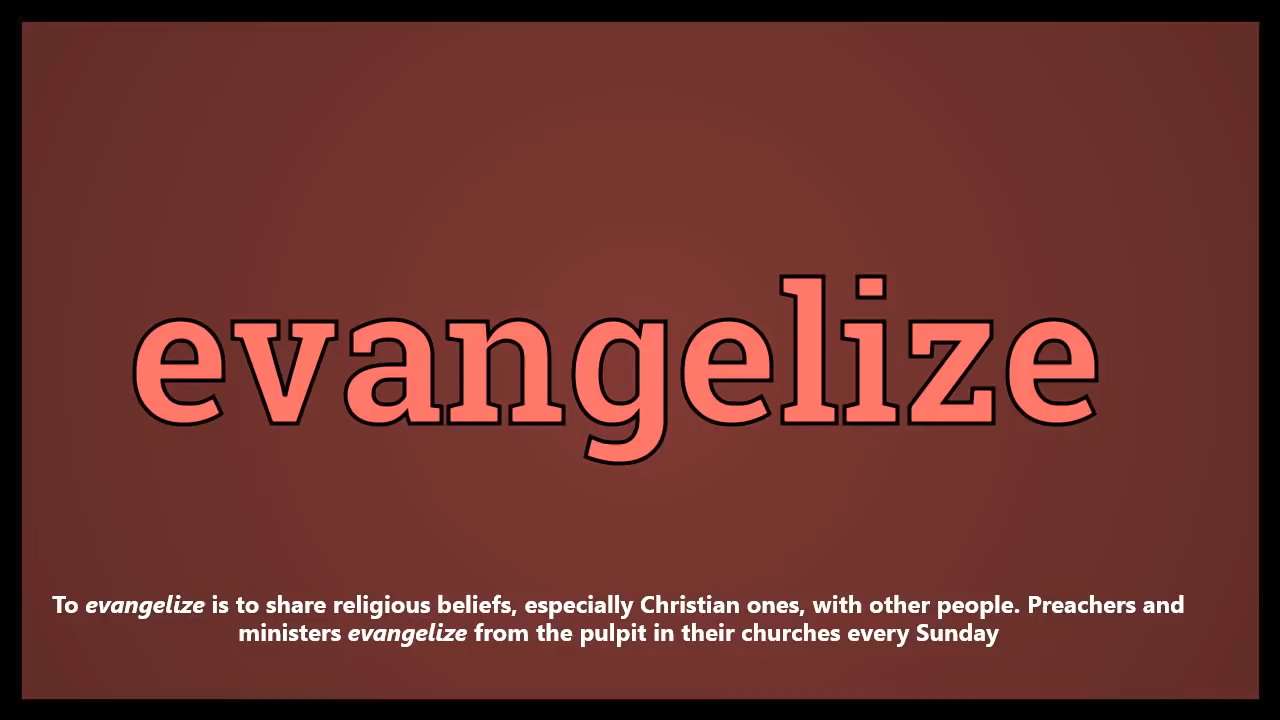 evangelize
To evangelize is to share religious beliefs, especially Christian ones, with other people. Preachers and
ministers evangelize from the pulpit in their churches every Sunday